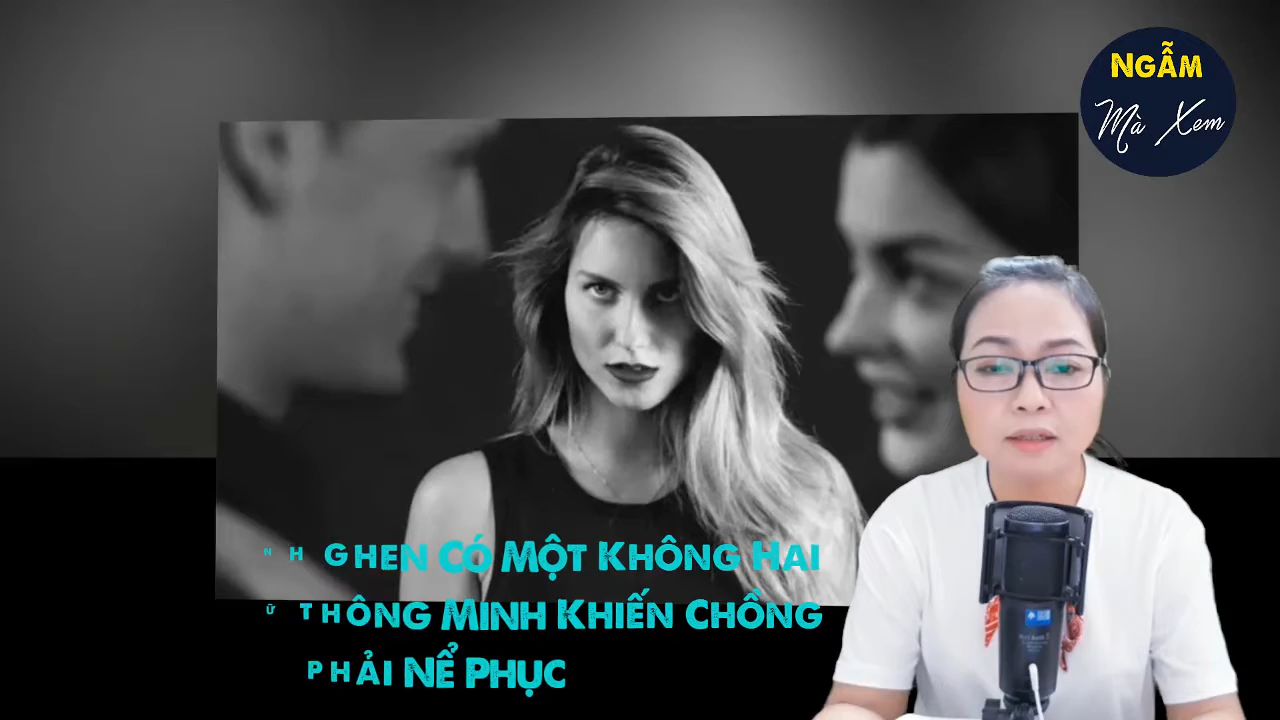 NGẪM
Mà Xem
N H GHEN CÓ MỘT KHÔNG HAI
Ữ THÔNG MINH KHIẾN CHỒNG
PHẢI NỂ PHỤC